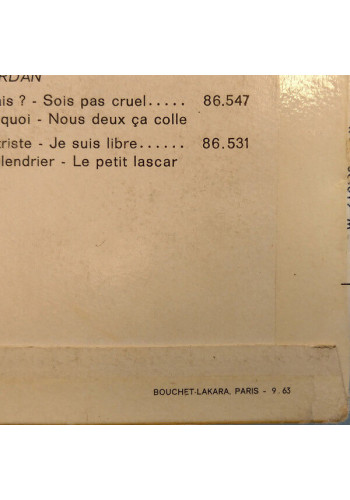 RDAN
is ? - Sois pas cruel..... 86.547
quoi - Nous deux ça colle
triste - Je suis libre..... 86.531
lendrier - Le petit lascar
BOUCHET-LAKARA. PARIS - 9. 63